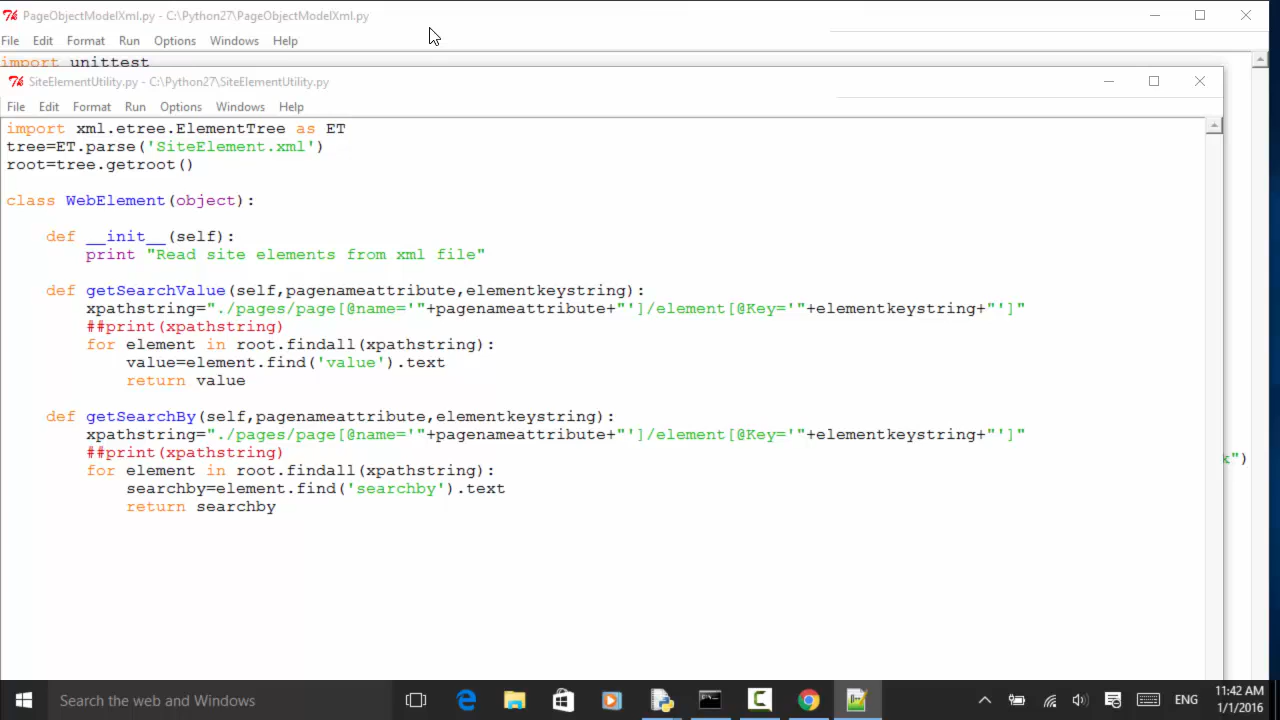 PageObjectModelXml.py - C:\Python27\PageObjectModelXml.py
File Edit Format Run Options Windows Help
import unittest
SiteElementUtility.py - C:\Python27\SiteElementUtility.py
File Edit Format Run Options Windows Help
import xml.etree.ElementTree as ET
tree=ET.parse('SiteElement.xml')
root=tree.getroot()
class WebElement(object):
def __init__(self):
print "Read site elements from xml file"
def getSearchValue(self,pagenameattribute,elementkeystring):
xpathstring="./pages/page[@name='"+pagenameattribute+"']/element[@Key='"+elementkeystring+"']"
##print(xpathstring)
for element in root.findall(xpathstring):
value=element.find('value').text
return value
def getSearchBy(self,pagenameattribute,elementkeystring):
xpathstring="./pages/page[@name='"+pagenameattribute+"']/element[@Key='"+elementkeystring+"']"
##print(xpathstring)
k")
for element in root.findall(xpathstring):
searchby=element.find('searchby').text
return searchby
Search the web and Windows
ENG
11:42 AM
1/1/2016